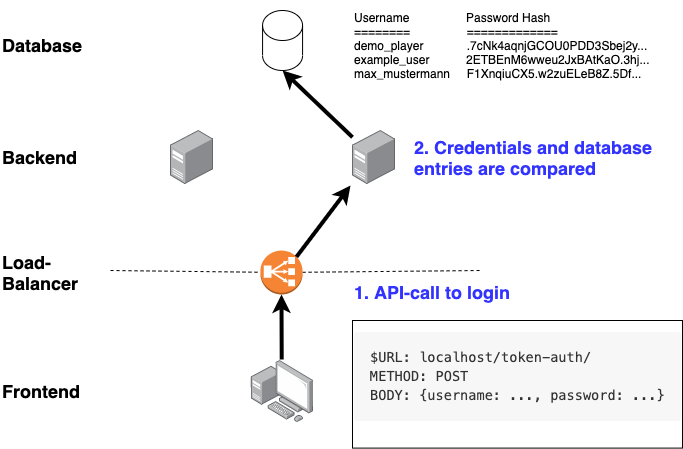 Username Password Hash
======== =============
Database
demo_player .7cNk4aqnjGCOU0PDD3Sbej2y...
example_user 2ETBEnM6wweu2JxBAtKaO.3hj...
max_mustermann F1XnqiuCX5.w2zuELeB8Z.5Df...
Backend
2. Credentials and database
entries are compared
Load-
Balancer
1. API-call to login
$URL: localhost/token-auth/
METHOD: POST
BODY: {username: ..., password: ...}
Frontend